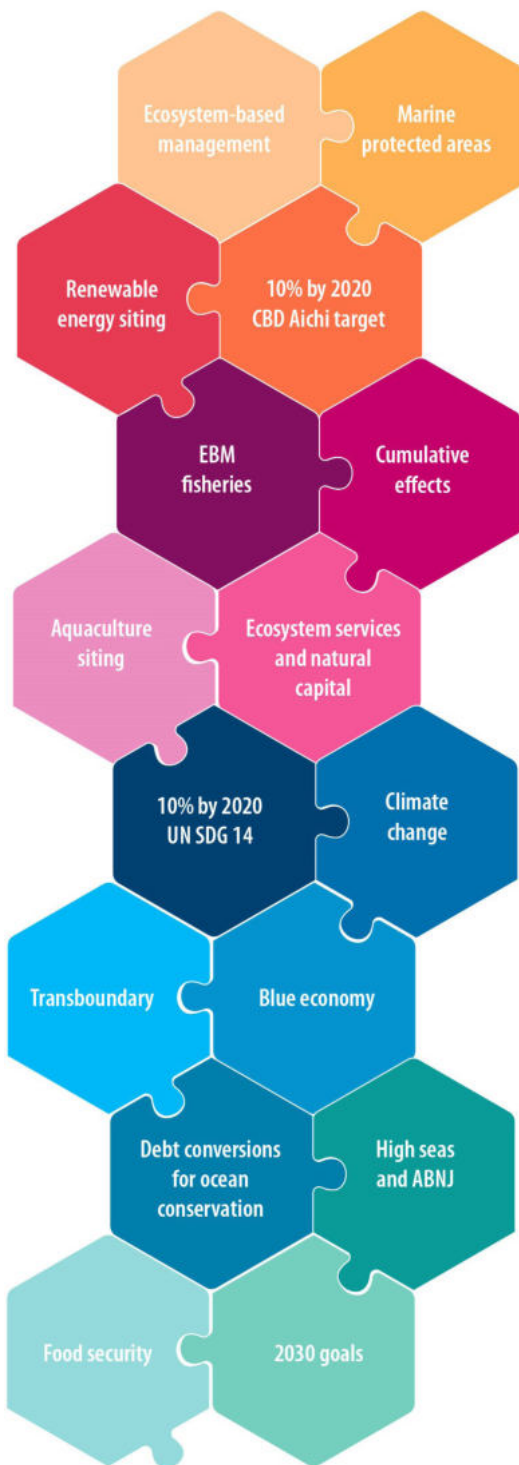 Ecosystem-based
management
Marine
protected areas
Renewable
energy siting
10% by 2020
CBD Aichi target
EBM
fisheries
Cumulative
effects
Aquaculture
siting
Ecosystem services
and natural
capital
10% by 2020
UN SDG 14
Climate
change
Transboundary
Blue economy
Debt conversions
for ocean
conservation
High seas
and ABNJ
Food security
2030 goals